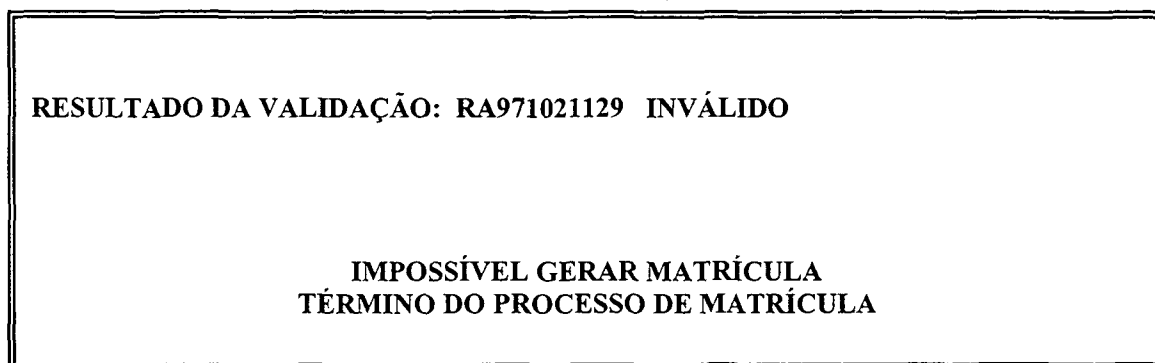 RESULTADO DA VALIDAÇÃO: RA971021129 INVÁLIDO
IMPOSSÍVEL GERAR MATRÍCULA
TÉRMINO DO PROCESSO DE MATRÍCULA